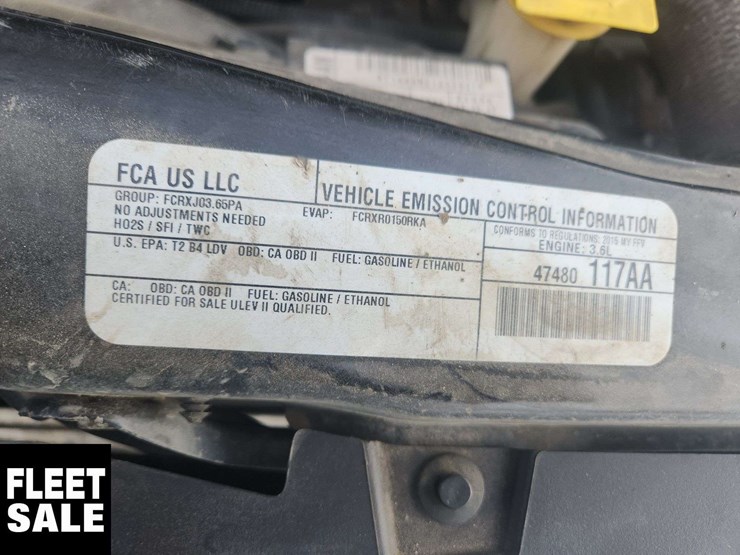 FCA US LLC
VEHICLE EMISSION CONTROL INFORMATION
GROUP: FCRXJ03.65PA EVAP: FCRXR0150RKA
CONFORMS TO REGULATIONS: 2015 MY FFV
NO ADJUSTMENTS NEEDED
ENGINE: 3.6L
HO2S / SFI / TWC
U.S. EPA: T2 B4 LDV OBD: CA OBD II FUEL: GASOLINE / ETHANOL
47480 117AA
CA: OBD: CA OBD II FUEL: GASOLINE / ETHANOL
CERTIFIED FOR SALE ULEV II QUALIFIED.
FLEET
SALE